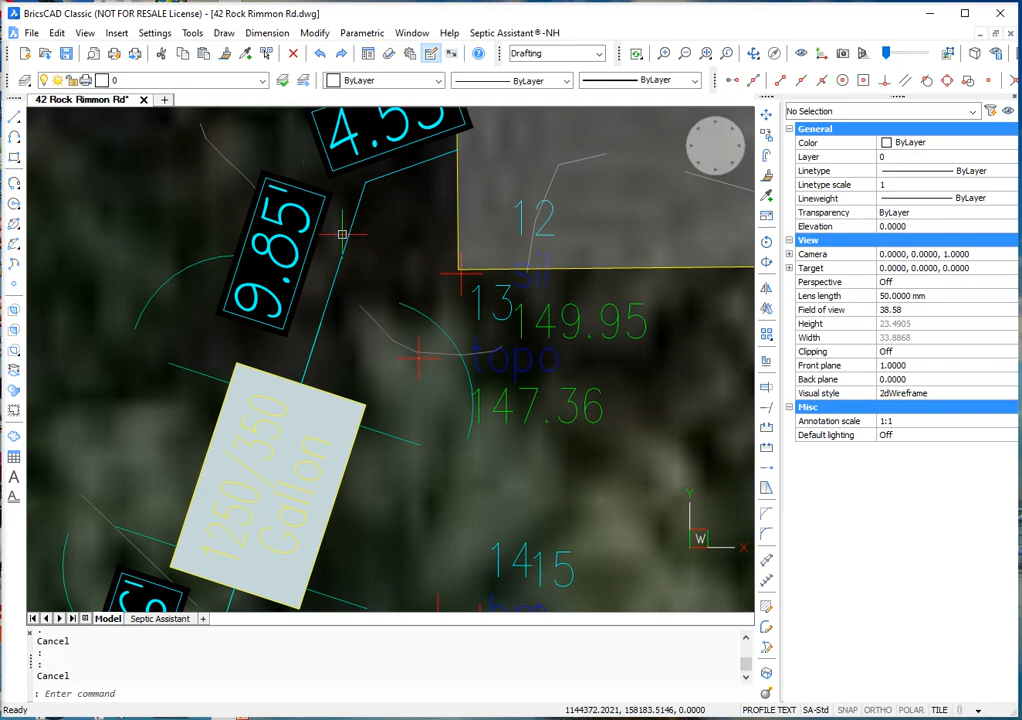 BricsCAD Classic (NOT FOR RESALE License) - [42 Rock Rimmon Rd.dwg]
File Edit View Insert Settings Tools Draw Dimension Modify Parametric Window Help Septic Assistant®-NH
Drafting
0 ByLayer ByLayer ByLayer
42 Rock Rimmon Rd*
4.55
9.85'
12
sil
13
149.95
topo
147.36
1250/350
Gallon
14 15
Y
W
X
Model Septic Assistant
:
Cancel
:
:
Cancel
: Enter command
No Selection
General
Color ByLayer
Layer 0
Linetype ByLayer
Linetype scale 1
Lineweight ByLayer
Transparency ByLayer
Elevation 0.0000
View
Camera 0.0000, 0.0000, 1.0000
Target 0.0000, 0.0000, 0.0000
Perspective Off
Lens length 50.0000 mm
Field of view 38.58
Height 23.4905
Width 33.8868
Clipping Off
Front plane 1.0000
Back plane 0.0000
Visual style 2dWireframe
Misc
Annotation scale 1:1
Default lighting Off
Ready 1144372.2021, 158183.5146, 0.0000 PROFILE TEXT SA-Std SNAP ORTHO POLAR TILE